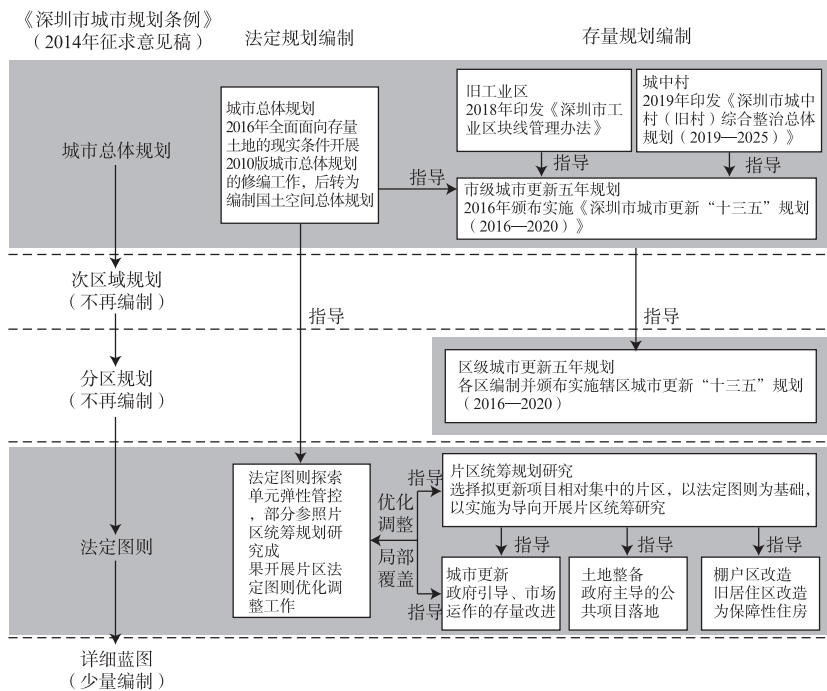 《深圳市城市规划条例》
（2014年征求意见稿）
法定规划编制
存量规划编制
城市总体规划
城市总体规划
2016年全面面向存量
土地的现实条件开展
2010版城市总体规划
的修编工作，后转为
编制国土空间总体规划
旧工业区
2018年印发《深圳市工
业区块线管理办法》
城中村
2019年印发《深圳市城中
村（旧村）综合整治总体
规划（2019—2025）》
指导
指导
指导
市级城市更新五年规划
2016年颁布实施《深圳市城市更新“十三五”规划
（2016—2020）》
次区域规划
（不再编制）
指导
指导
分区规划
（不再编制）
区级城市更新五年规划
各区编制并颁布实施辖区城市更新“十三五”规划
（2016—2020）
法定图则
法定图则探索
单元弹性管控
，部分参照片
区统筹规划研
究成
果开展片区法
定图则优化调
整工作
优化
调整
局部
覆盖
指导
指导
片区统筹规划研究
选择拟更新项目相对集中的片区，以法定图则为基础，
以实施为导向开展片区统筹研究
指导
指导
指导
城市更新
政府引导、市场
运作的存量改进
土地整备
政府主导的公
共项目落地
棚户区改造
旧居住区改造
为保障性住房
详细蓝图
（少量编制）